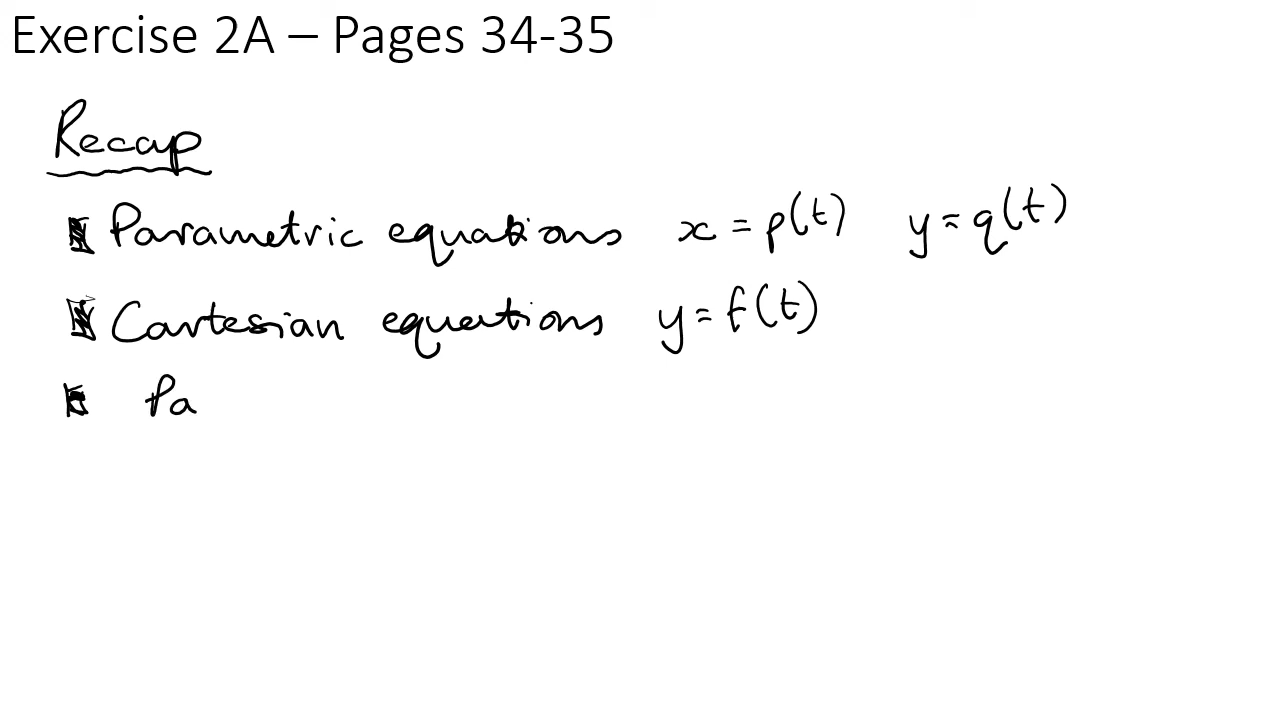 Exercise 2A – Pages 34-35
Recap
Parametric equations x = p(t) y = q(t)
Cartesian equations y = f(t)
Pa